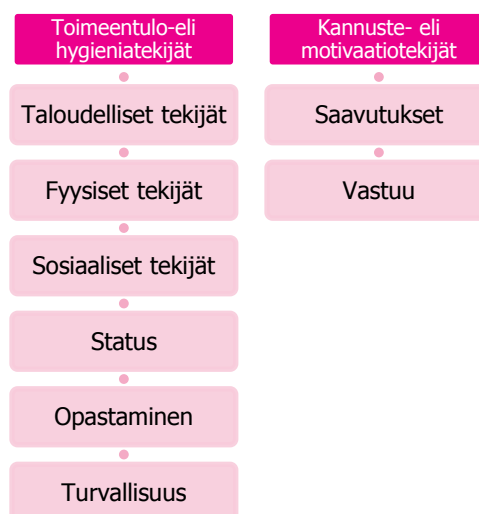 Toimeentulo-eli
hygieniatekijät
Taloudelliset tekijät
Fyysiset tekijät
Sosiaaliset tekijät
Status
Opastaminen
Turvallisuus
Kannuste- eli
motivaatiotekijät
Saavutukset
Vastuu